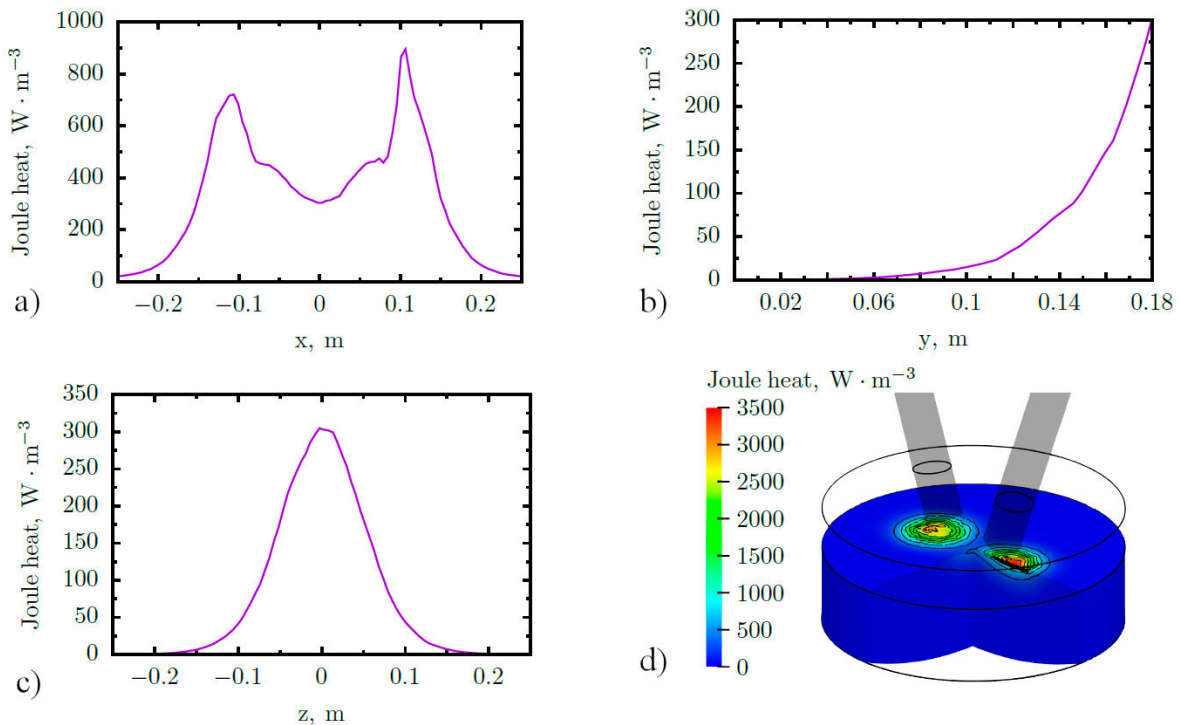 1000
800
600
400
200
0
Joule heat, W · m⁻³
−0.2 −0.1 0 0.1 0.2
x, m
a)
300
250
200
150
100
50
0
Joule heat, W · m⁻³
0.02 0.06 0.1 0.14 0.18
y, m
b)
350
300
250
200
150
100
50
0
Joule heat, W · m⁻³
−0.2 −0.1 0 0.1 0.2
z, m
c)
Joule heat, W · m⁻³
3500
3000
2500
2000
1500
1000
500
0
d)